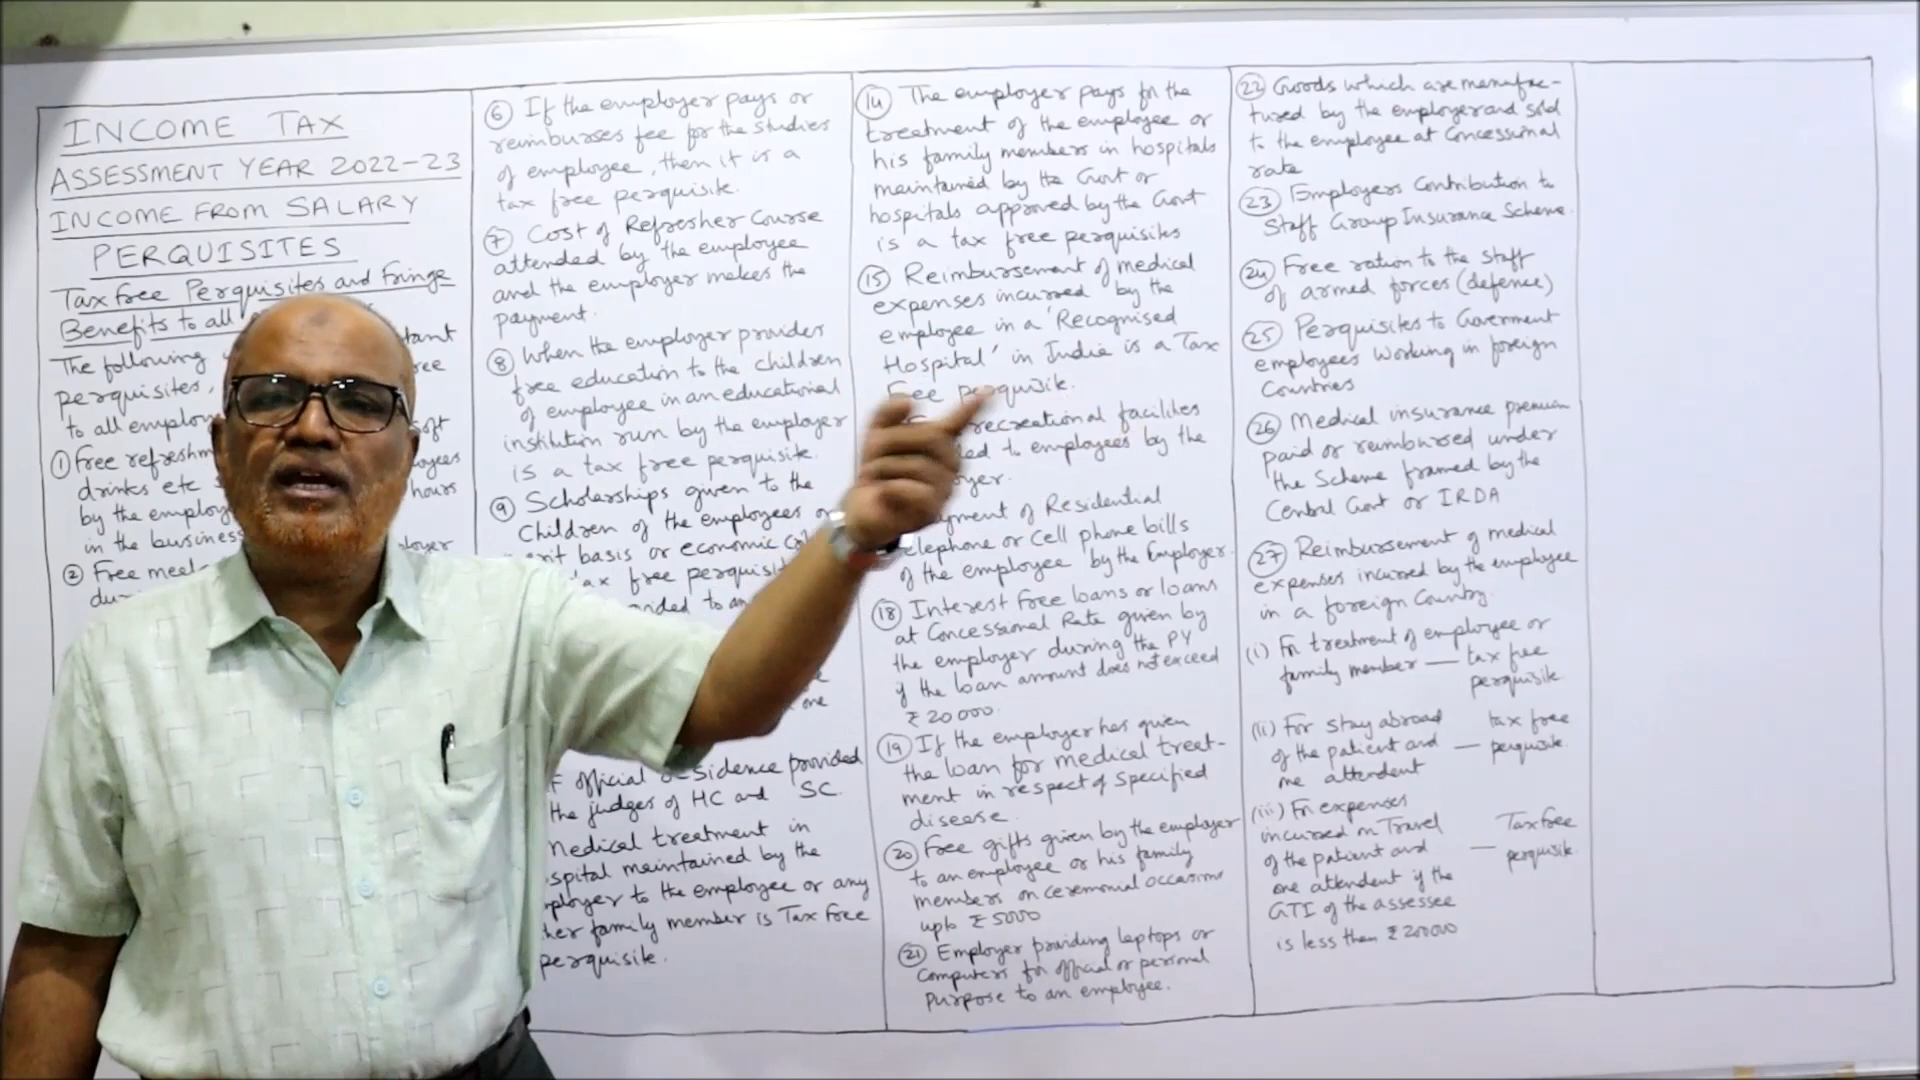 INCOME TAX
ASSESSMENT YEAR 2022-23
INCOME FROM SALARY
PERQUISITES
Tax Free Perquisites and Fringe
Benefits to all
The following
perquisites,
to all
① Free
drinks etc
by the
in the business
hours
② Free
⑥ If the employer pays or
reimburses fee for the studies
of employee, then it is a
tax free perquisite.
⑦ Cost of Refresher Course
attended by the employee
and the employer makes the
payment.
⑧ When the employer provides
free education to the children
of employee in an educational
institution run by the employer
is a tax free perquisite.
⑨ Scholarships given to the
Children of the employees
basis or economic
free
to
one
official provided
the judges of HC and SC.
medical treatment in
maintained by the
to the employee or any
family member is Tax Free
perquisite.
⑭ The employer pays for the
treatment of the employee or
his family members in hospitals
maintained by the Govt or
hospitals approved by the Govt
is a tax free perquisites
⑮ Reimbursement of medical
expenses incurred by the
employee in a 'Recognised
Hospital' in India is a Tax
Free perquisite.
recreational facilities
to employees by the
of Residential
or Cell phone bills
of the employee by the Employer.
⑱ Interest Free loans or loans
at Concessional Rate given by
the employer during the PY
if the loan amount does not exceed
₹20000.
⑲ If the employer has given
the loan for medical treat-
ment in respect of specified
disease.
⑳ Free gifts given by the employer
to an employee or his family
members on ceremonial occasions
upto ₹5000
㉑ Employer providing laptops or
Computers for official or personal
Purpose to an employee.
㉒ Goods which are manufac-
tured by the employer and sold
to the employee at Concessional
rate
㉓ Employers Contribution to
Staff Group Insurance Scheme.
㉔ Free ration to the staff
of armed forces (defence)
㉕ Perquisites to Goverment
employees working in foreign
Countries
㉖ Medical insurance premium
paid or reimbursed under
the Scheme framed by the
Central Govt or IRDA
㉗ Reimbursement of medical
expenses incurred by the employee
in a foreign Country.
(i) For treatment of employee or
family member — tax free
perquisite.
(ii) For stay abroad
of the patient and — tax free perquisite.
one attendent
(iii) For expenses
incurred on Travel
of the patient and — Tax free perquisite.
one attendent if the
GTI of the assessee
is less than ₹200000